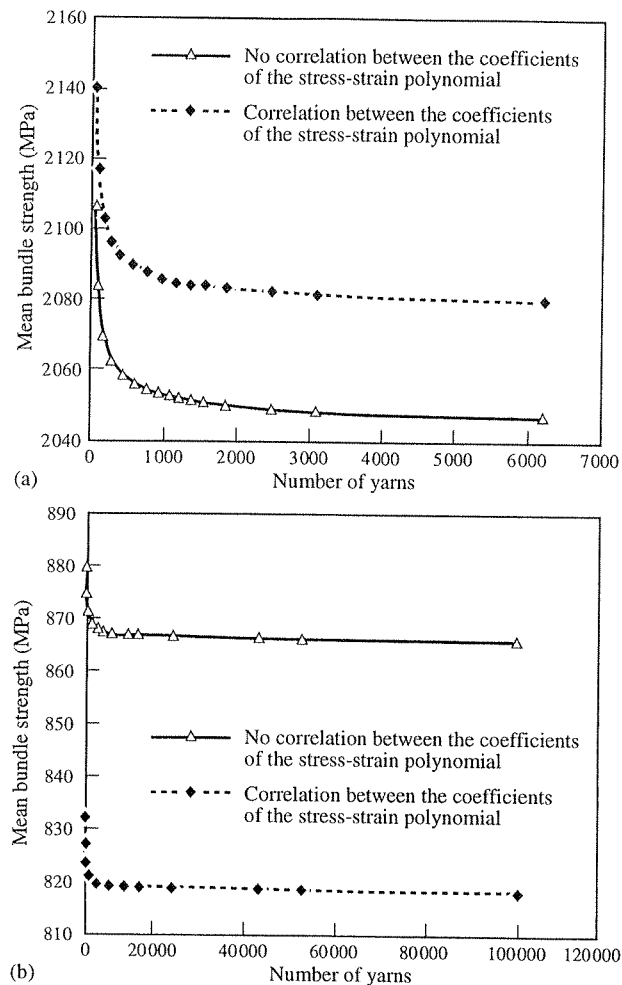 2160
2140
2120
2100
2080
2060
2040
Mean bundle strength (MPa)
No correlation between the coefficients
of the stress-strain polynomial
Correlation between the coefficients
of the stress-strain polynomial
0 1000 2000 3000 4000 5000 6000 7000
Number of yarns
(a)
890
880
870
860
850
840
830
820
810
Mean bundle strength (MPa)
No correlation between the coefficients
of the stress-strain polynomial
Correlation between the coefficients
of the stress-strain polynomial
0 20000 40000 60000 80000 100000 120000
Number of yarns
(b)